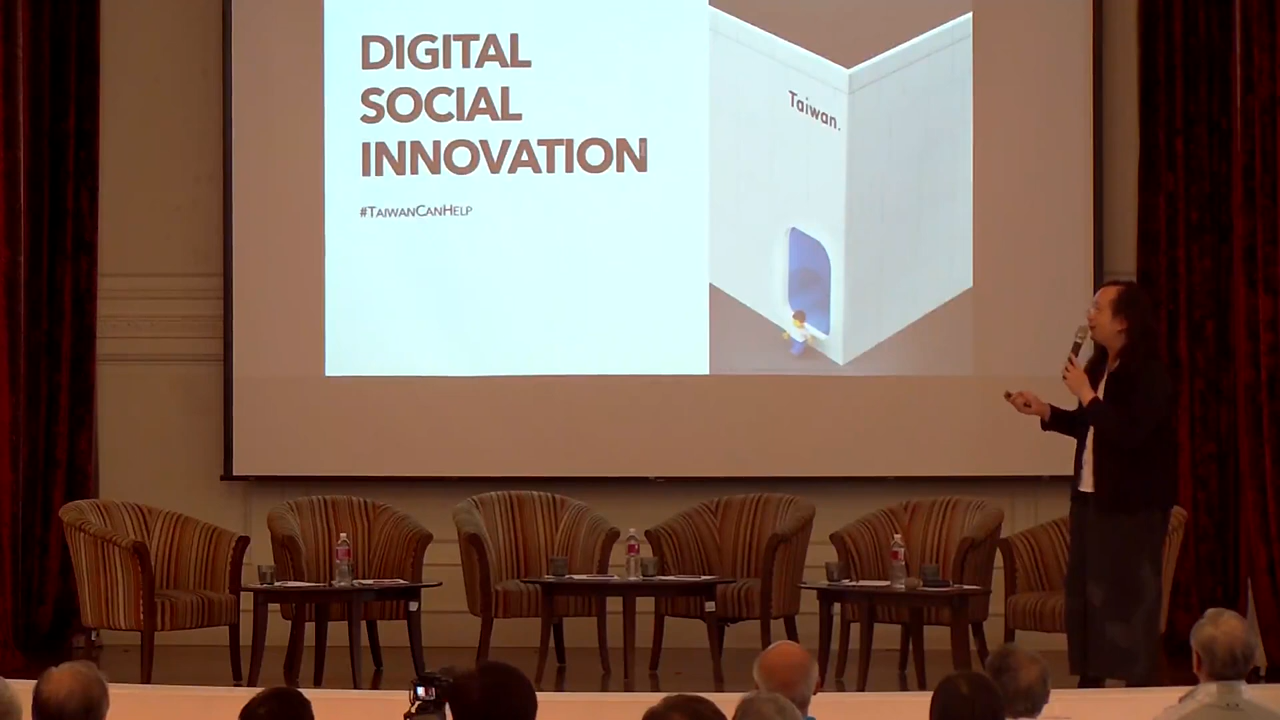 DIGITAL
SOCIAL
INNOVATION
#TAIWANCANHELP
Taiwan.